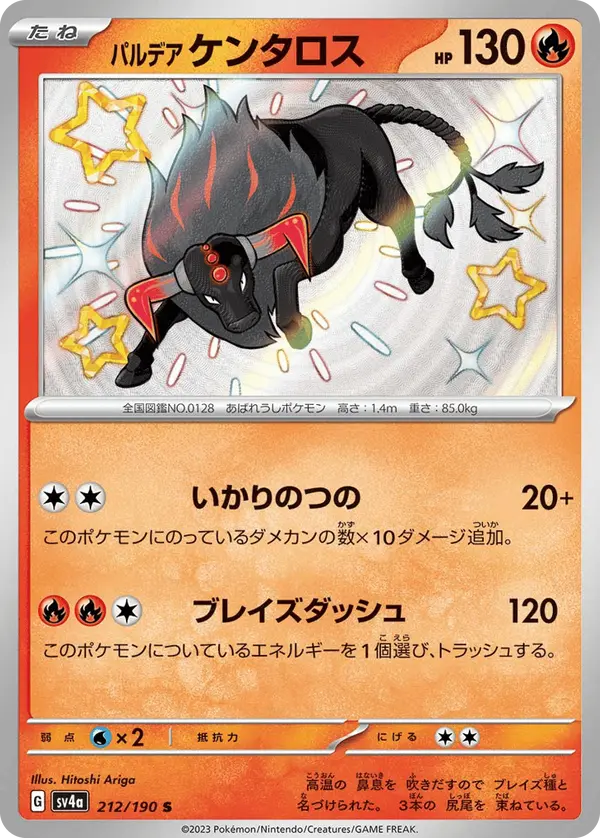 たね
パルデア ケンタロス HP 130
全国図鑑NO.0128 あばれうしポケモン 高さ：1.4m 重さ：85.0kg
いかりのつの 20+
このポケモンにのっているダメカンの数×10ダメージ追加。
ブレイズダッシュ 120
このポケモンについているエネルギーを1個選び、トラッシュする。
弱点 ×2 抵抗力 にげる
Illus. Hitoshi Ariga
高温の 鼻息を 吹きだすので ブレイズ種と
名づけられた。 3本の 尻尾を 束ねている。
G sv4a 212/190 S
©2023 Pokémon/Nintendo/Creatures/GAME FREAK.